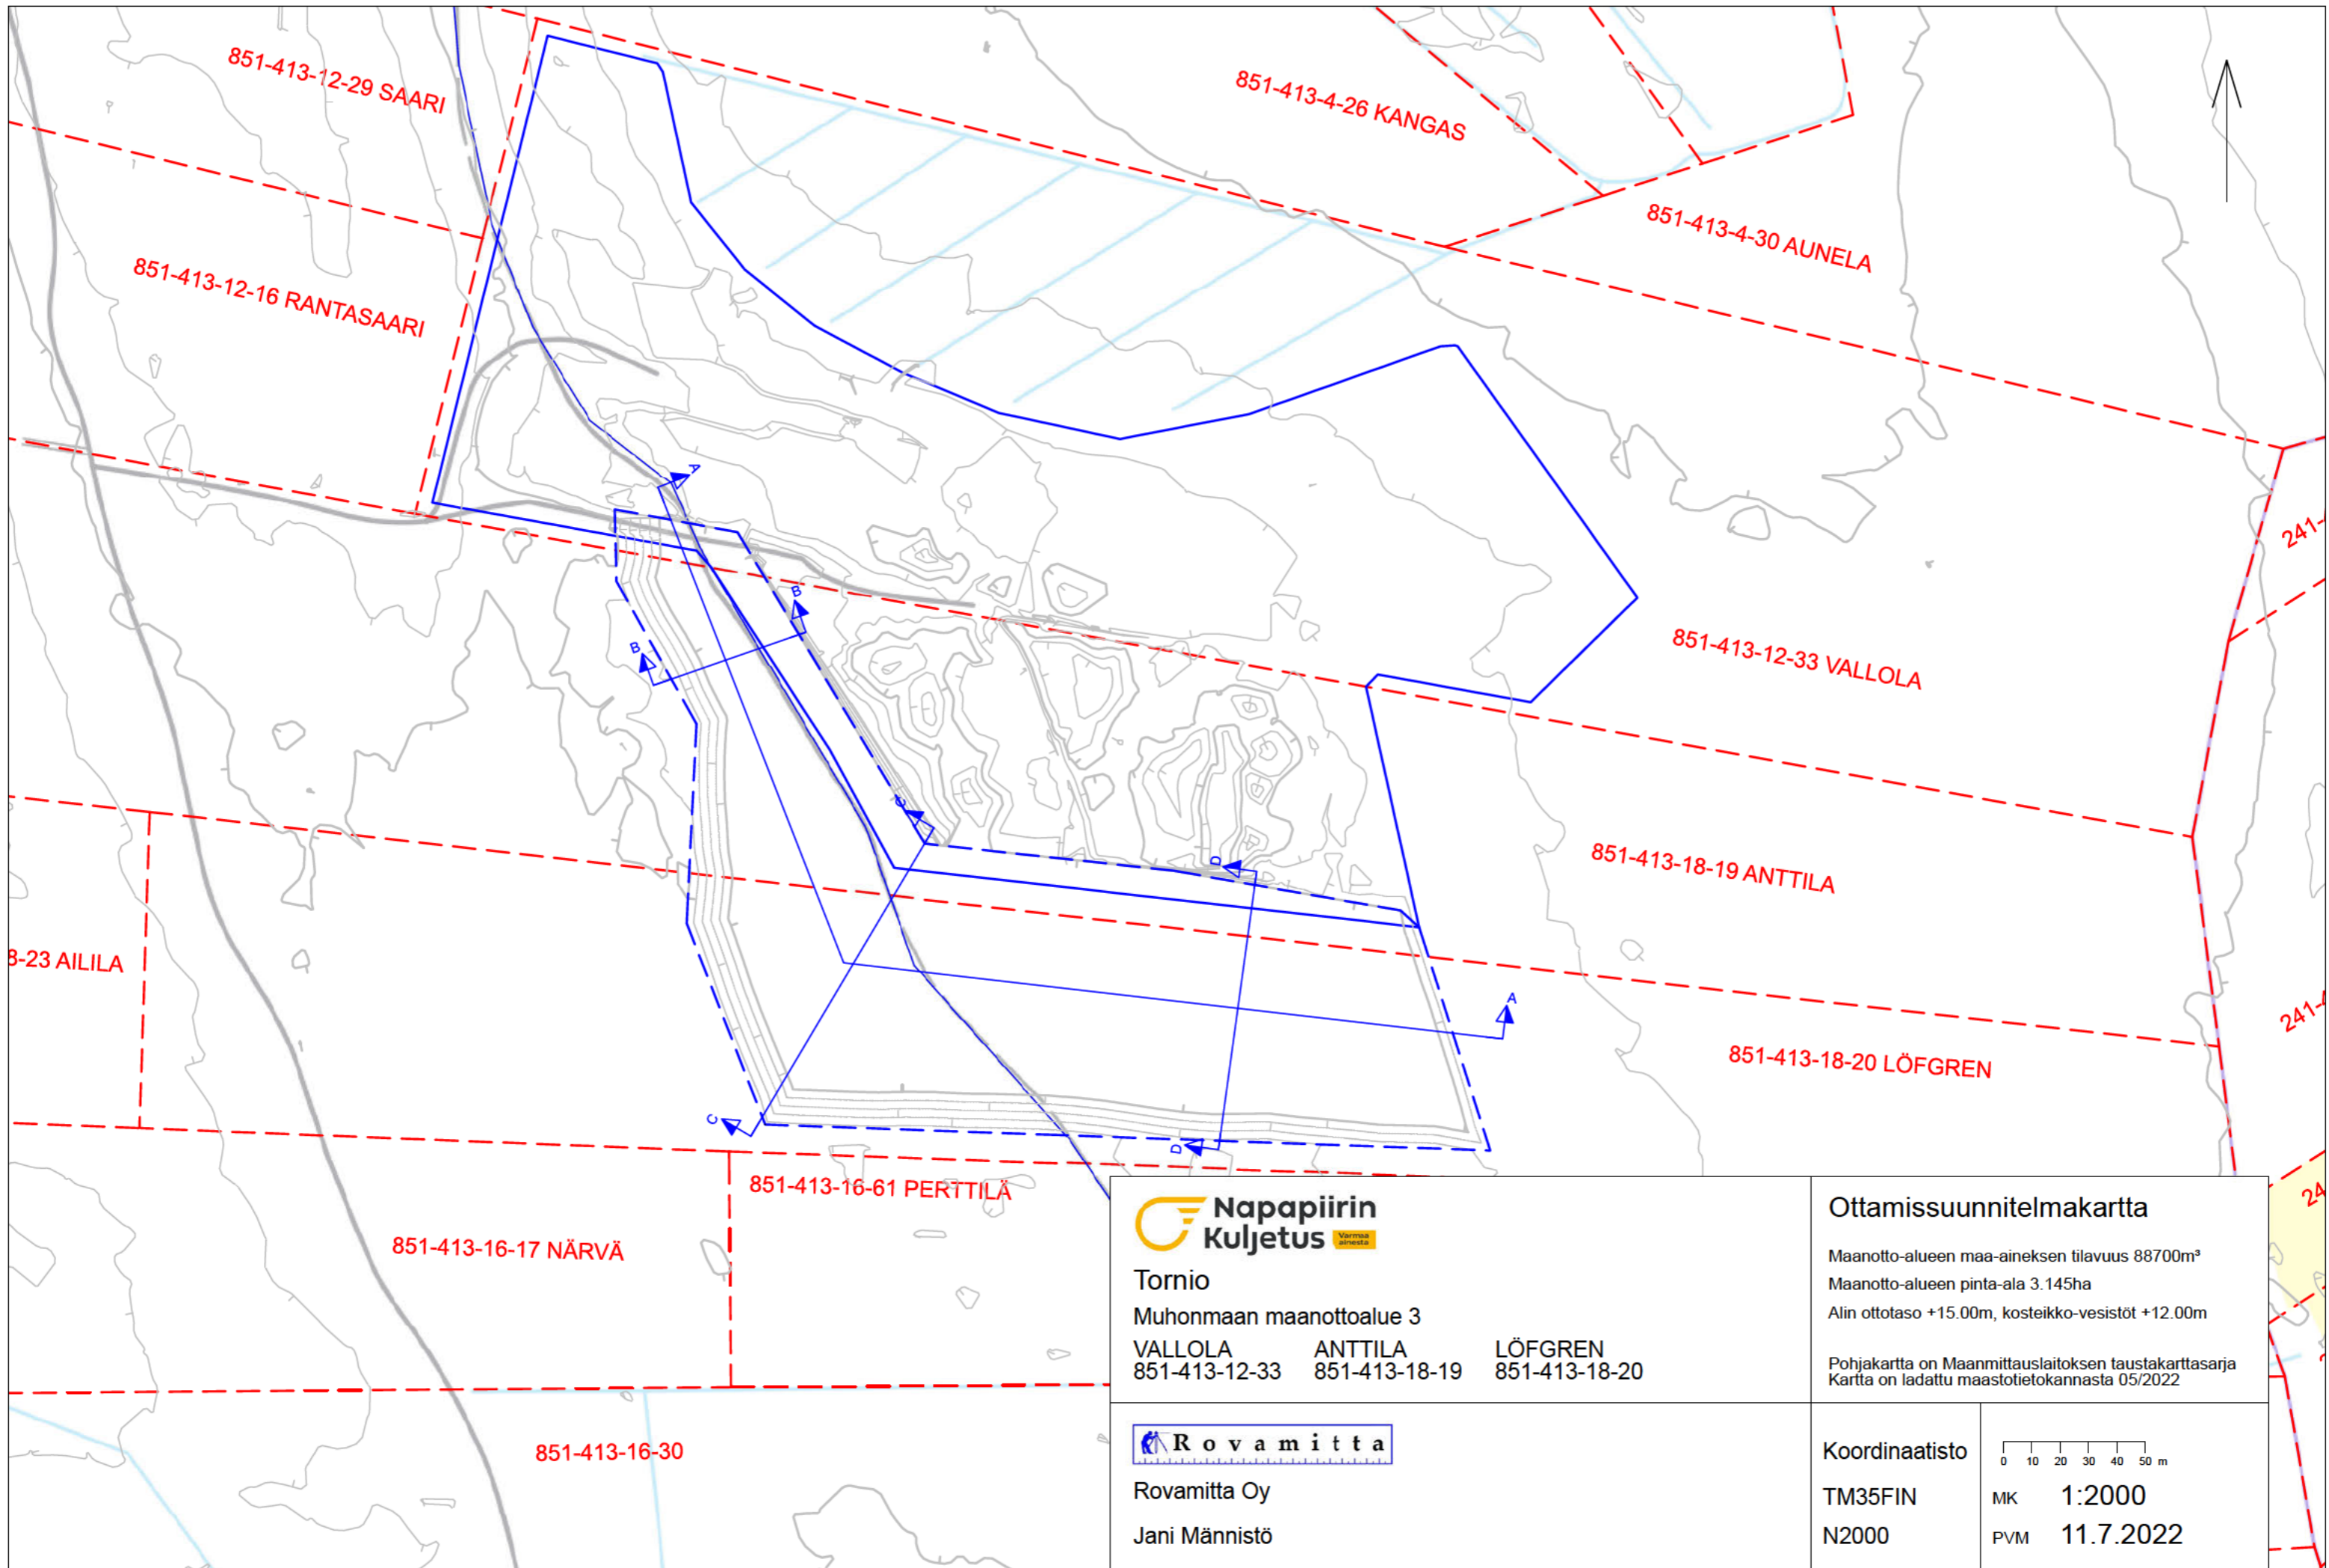 851-413-12-29 SAARI
851-413-4-26 KANGAS
851-413-4-30 AUNELA
851-413-12-16 RANTASAARI
A
241-
B
B
851-413-12-33 VALLOLA
C
D
851-413-18-19 ANTTILA
8-23 AILILA
A
241-
851-413-18-20 LÖFGREN
C
D
851-413-16-61 PERTTILÄ
24
851-413-16-17 NÄRVÄ
851-413-16-30
Napapiirin
Kuljetus
Varmaa
ainesta
Tornio
Muhonmaan maanottoalue 3
VALLOLA ANTTILA LÖFGREN
851-413-12-33 851-413-18-19 851-413-18-20
Ottamissuunnitelmakartta
Maanotto-alueen maa-aineksen tilavuus 88700m³
Maanotto-alueen pinta-ala 3.145ha
Alin ottotaso +15.00m, kosteikko-vesistöt +12.00m
Pohjakartta on Maanmittauslaitoksen taustakarttasarja
Kartta on ladattu maastotietokannasta 05/2022
Rovamitta
Rovamitta Oy
Jani Männistö
Koordinaatisto
TM35FIN
N2000
0 10 20 30 40 50 m
MK 1:2000
PVM 11.7.2022